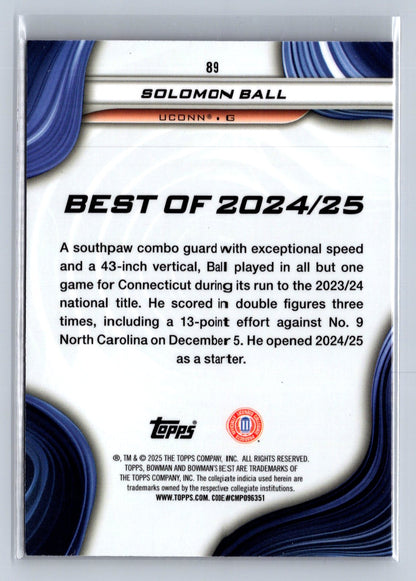 89
SOLOMON BALL
UCONN® • G
BEST OF 2024/25
A southpaw combo guard with exceptional speed
and a 43-inch vertical, Ball played in all but one
game for Connecticut during its run to the 2023/24
national title. He scored in double figures three
times, including a 13-point effort against No. 9
North Carolina on December 5. He opened 2024/25
as a starter.
Topps
®, TM & © 2025 THE TOPPS COMPANY, INC. ALL RIGHTS RESERVED.
TOPPS, BOWMAN AND BOWMAN'S BEST ARE TRADEMARKS OF
THE TOPPS COMPANY, INC. The collegiate indicia used herein are
trademarks owned by the respective collegiate institutions.
WWW.TOPPS.COM. CODE#CMP096351